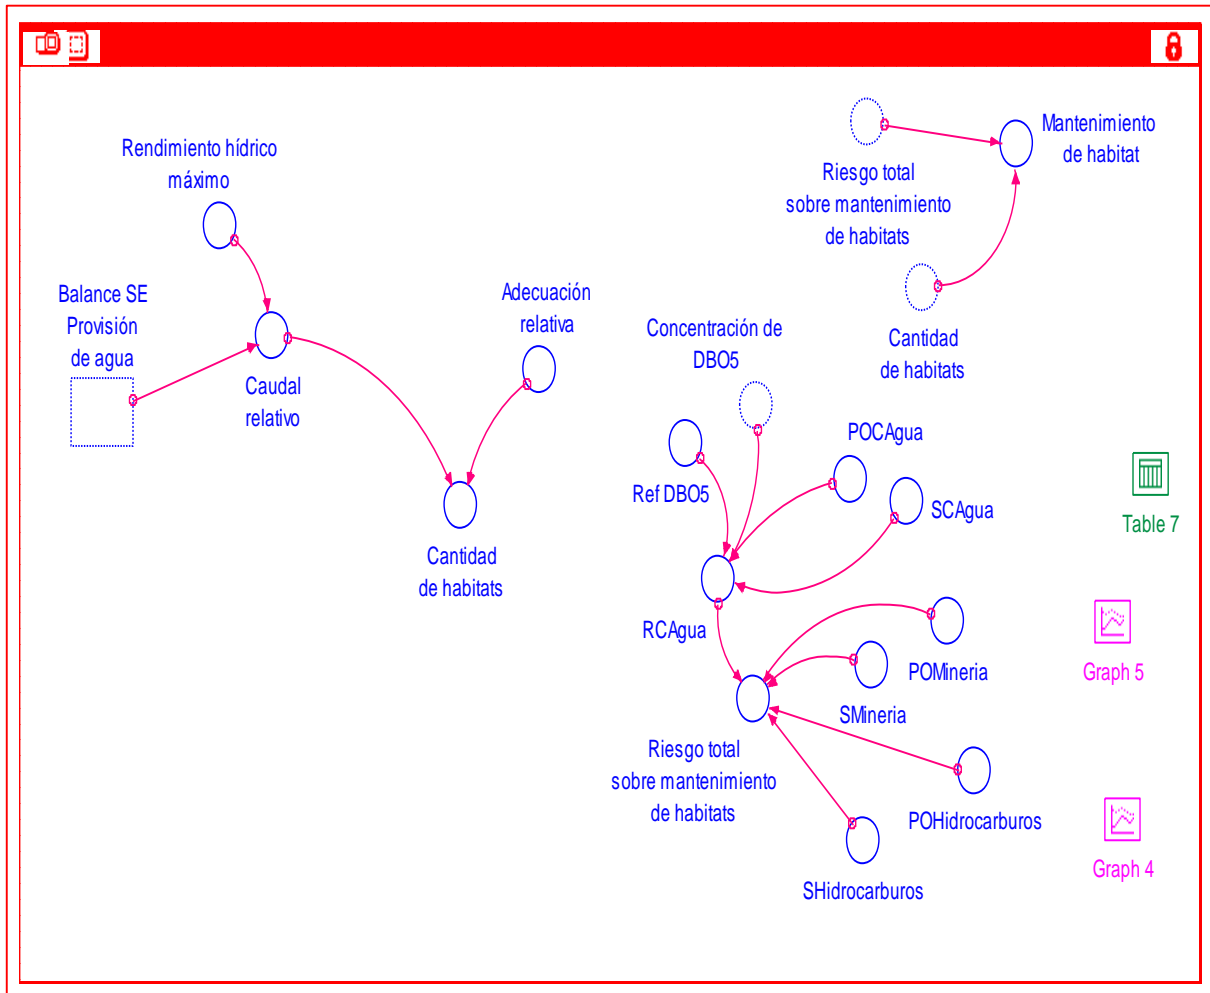 Rendimiento hídrico
máximo
Balance SE
Provisión
de agua
Caudal
relativo
Adecuación
relativa
Cantidad
de habitats
Riesgo total
sobre mantenimiento
de habitats
Mantenimiento
de habitat
Cantidad
de habitats
Concentración de
DBO5
Ref DBO5
POCAgua
SCAgua
RCAgua
POMineria
SMineria
Riesgo total
sobre mantenimiento
de habitats
POHidrocarburos
SHidrocarburos
Table 7
Graph 5
Graph 4